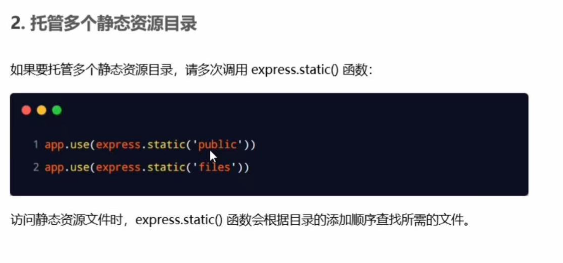 2. 托管多个静态资源目录
如果要托管多个静态资源目录，请多次调用 express.static() 函数：
1 app.use(express.static('public'))
2 app.use(express.static('files'))
访问静态资源文件时，express.static() 函数会根据目录的添加顺序查找所需的文件。